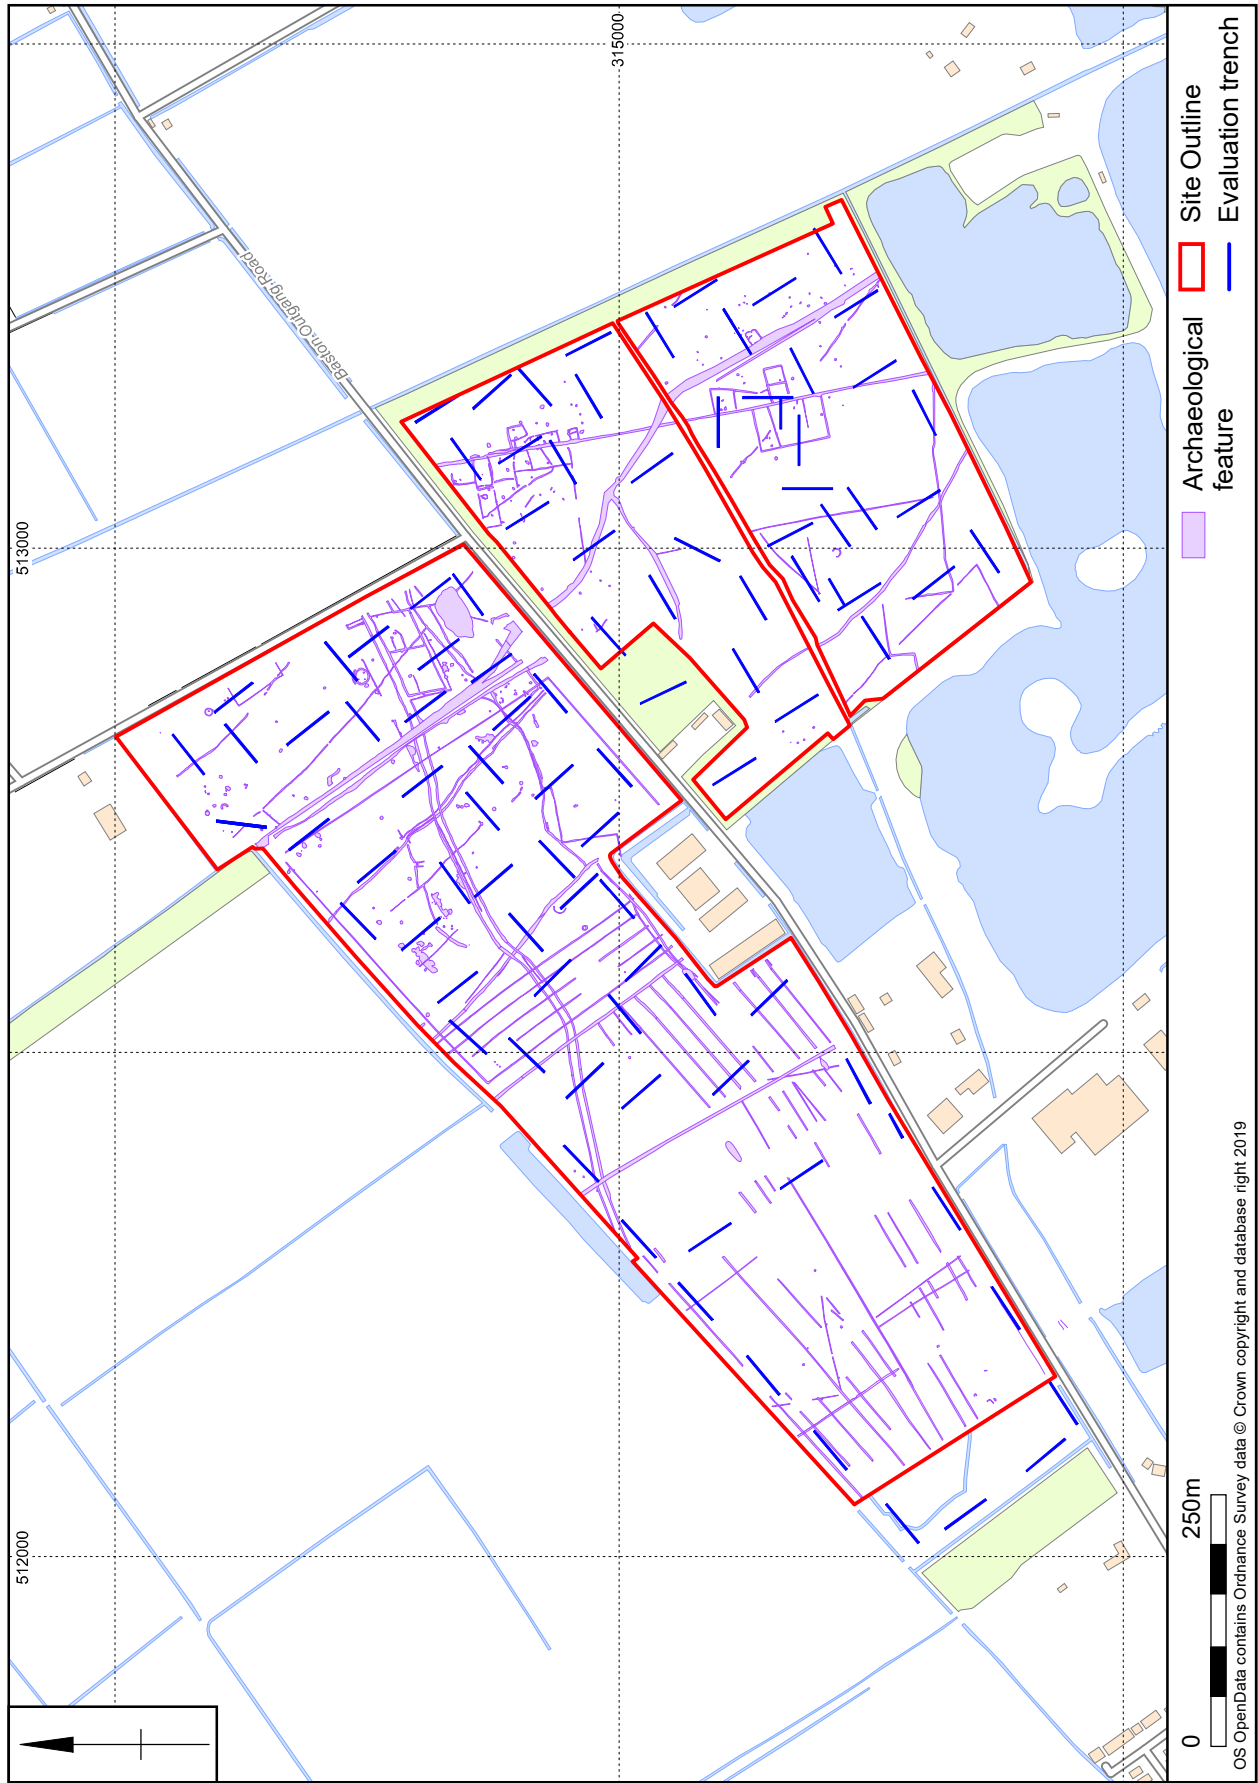 512000
513000
315000
Baston Outgang Road
0
250m
OS OpenData contains Ordnance Survey data © Crown copyright and database right 2019
Archaeological
feature
Site Outline
Evaluation trench